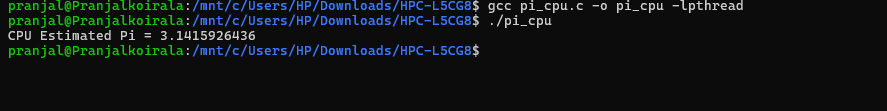 pranjal@Pranjalkoirala:/mnt/c/Users/HP/Downloads/HPC-L5CG8$ gcc pi_cpu.c -o pi_cpu -lpthread
pranjal@Pranjalkoirala:/mnt/c/Users/HP/Downloads/HPC-L5CG8$ ./pi_cpu
CPU Estimated Pi = 3.1415926436
pranjal@Pranjalkoirala:/mnt/c/Users/HP/Downloads/HPC-L5CG8$